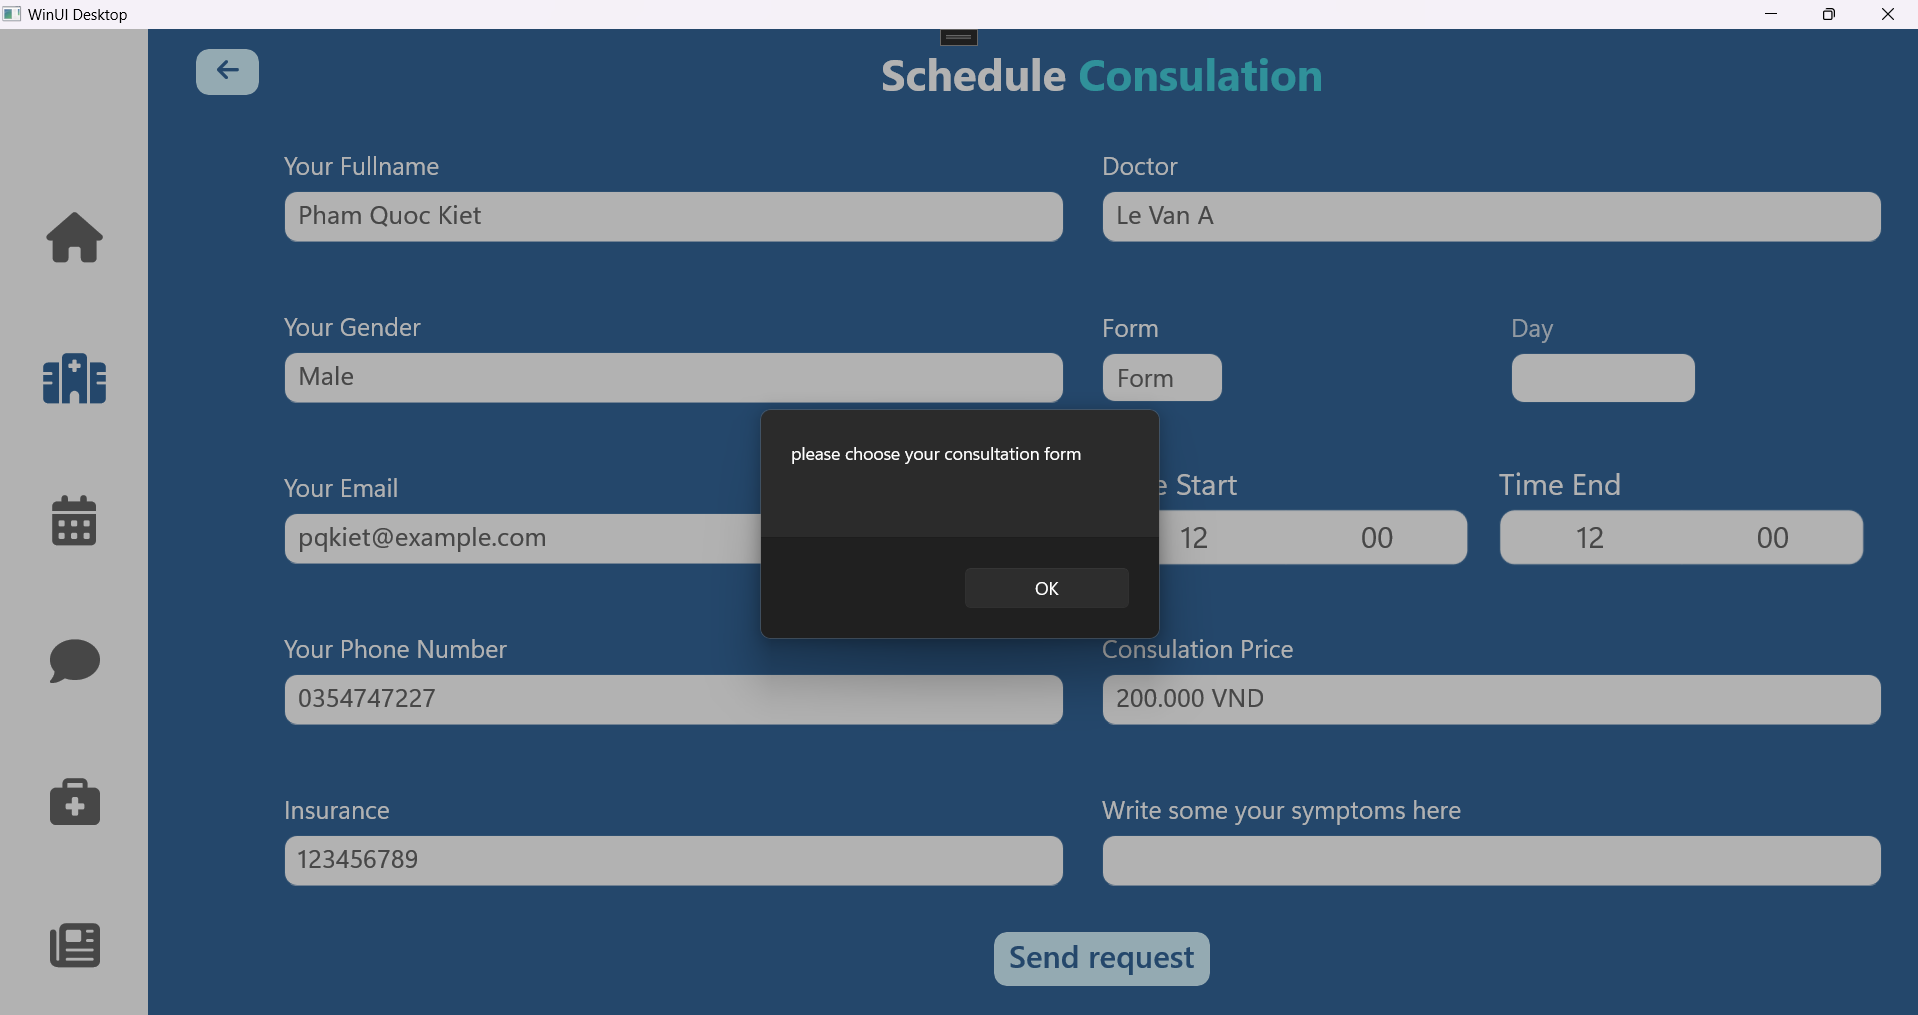 WinUI Desktop
Schedule Consulation
Your Fullname
Pham Quoc Kiet
Doctor
Le Van A
Your Gender
Male
Form
Form
Day
please choose your consultation form
OK
Your Email
pqkiet@example.com
Start
12 00
Time End
12 00
Your Phone Number
0354747227
Consulation Price
200.000 VND
Insurance
123456789
Write some your symptoms here
Send request